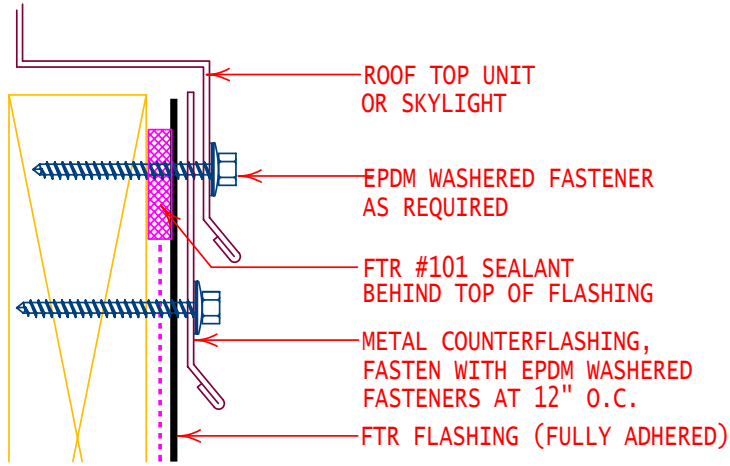 ROOF TOP UNIT
OR SKYLIGHT
EPDM WASHERED FASTENER
AS REQUIRED
FTR #101 SEALANT
BEHIND TOP OF FLASHING
METAL COUNTERFLASHING,
FASTEN WITH EPDM WASHERED
FASTENERS AT 12" O.C.
FTR FLASHING (FULLY ADHERED)